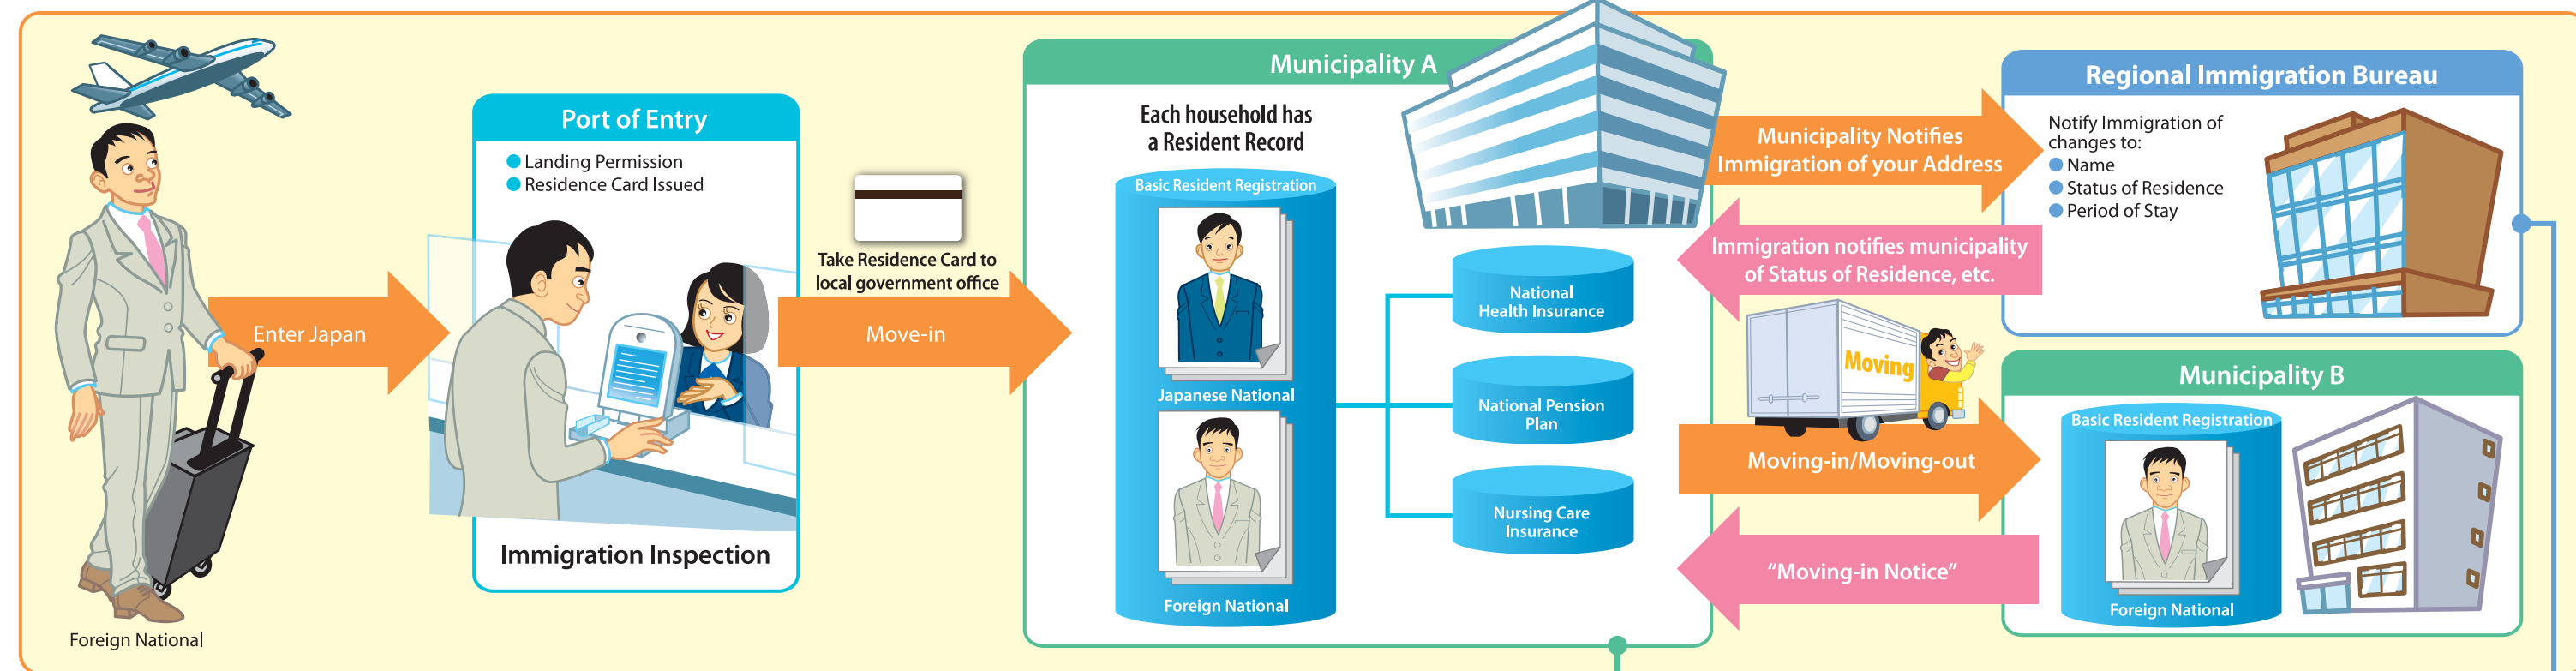 Foreign National
Enter Japan
Port of Entry
Landing Permission
Residence Card Issued
Immigration Inspection
Take Residence Card to
local government office
Move-in
Municipality A
Each household has
a Resident Record
Basic Resident Registration
Japanese National
Foreign National
National
Health Insurance
National Pension
Plan
Nursing Care
Insurance
Municipality Notifies
Immigration of your Address
Immigration notifies municipality
of Status of Residence, etc.
Regional Immigration Bureau
Notify Immigration of
changes to:
Name
Status of Residence
Period of Stay
Moving
Moving-in/Moving-out
“Moving-in Notice”
Municipality B
Basic Resident Registration
Foreign National